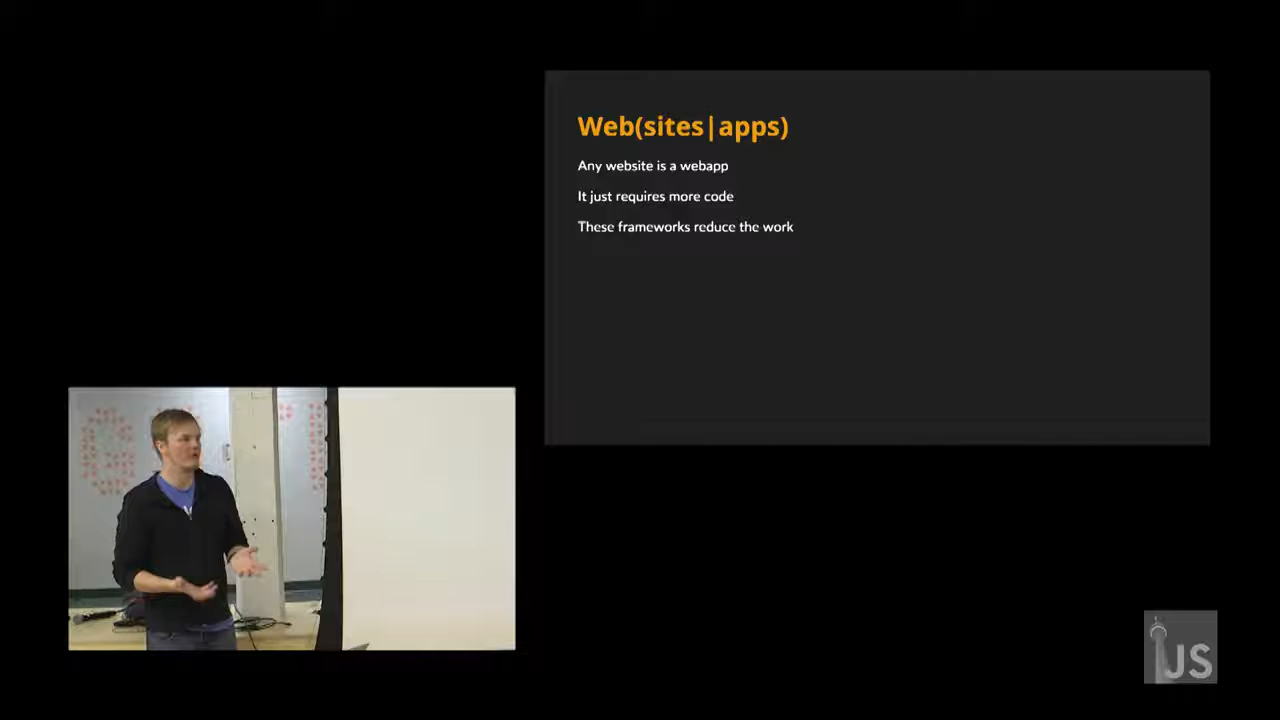 Web(sites|apps)
Any website is a webapp
It just requires more code
These frameworks reduce the work
JS